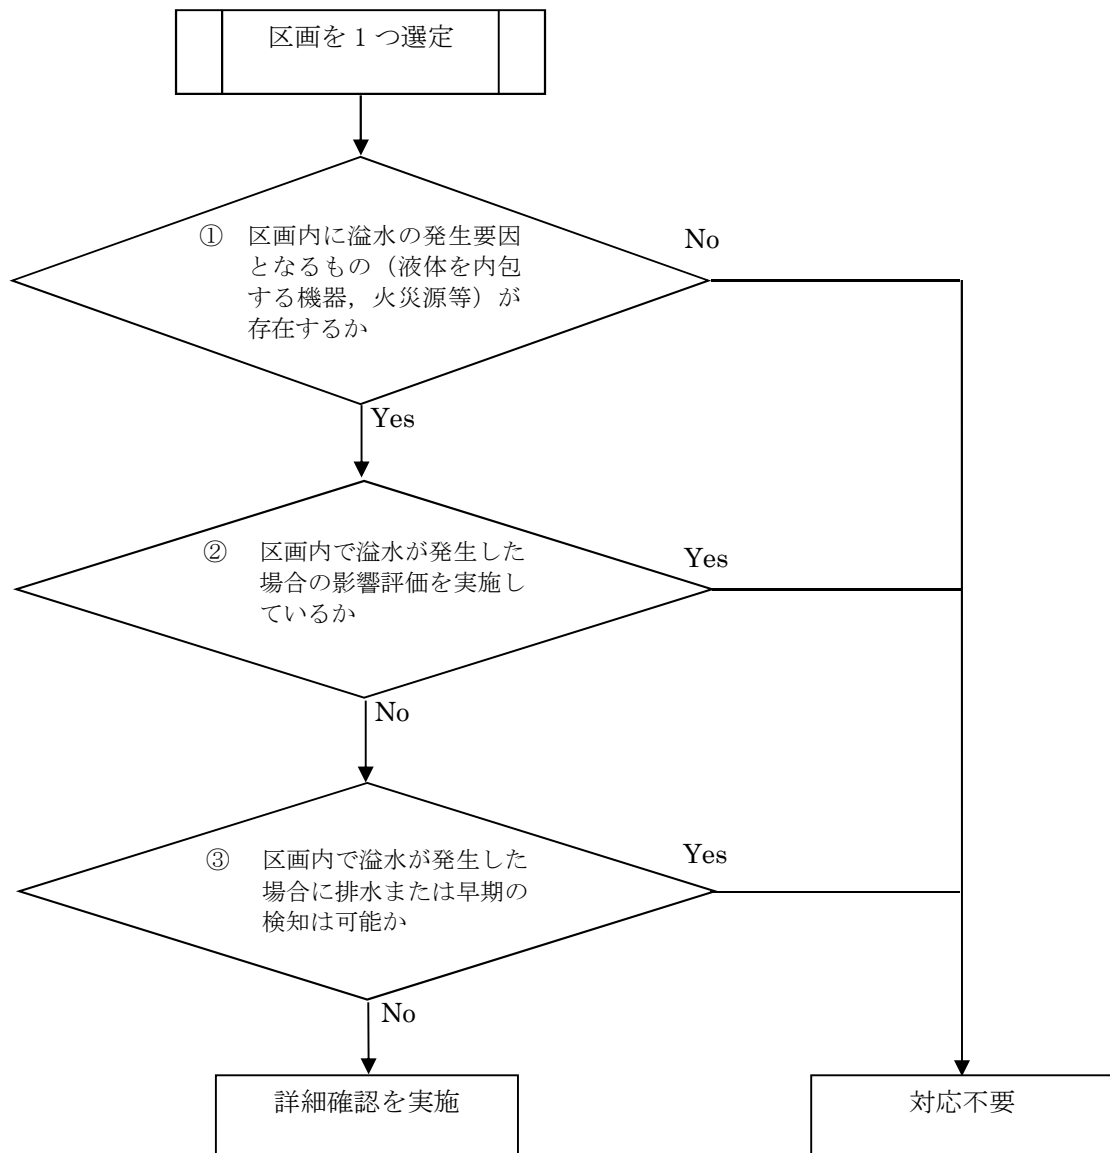 区画を1つ選定
① 区画内に溢水の発生要因
となるもの（液体を内包
する機器，火災源等）が
存在するか
No
Yes
② 区画内で溢水が発生した
場合の影響評価を実施し
ているか
Yes
No
③ 区画内で溢水が発生した
場合に排水または早期の
検知は可能か
Yes
No
詳細確認を実施
対応不要